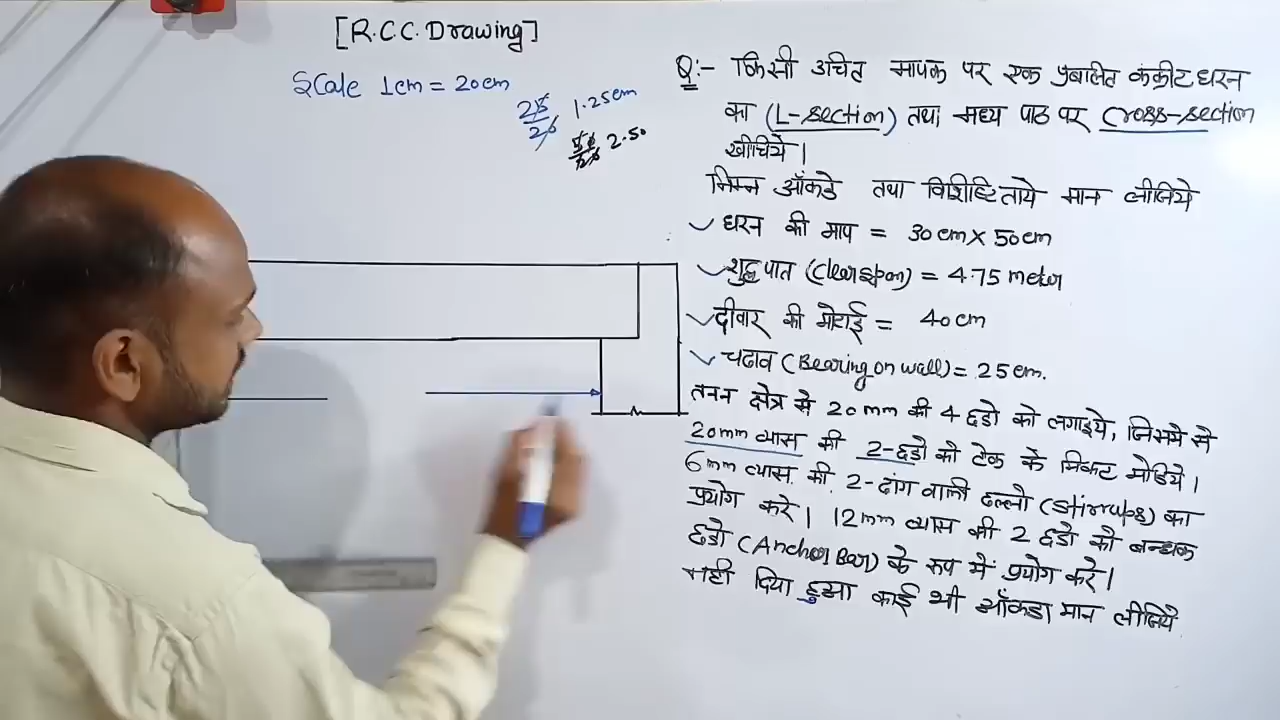 [R.C.C. Drawing]
Scale 1cm = 20cm
25/20 1.25cm
50/20 2.50
Q:- किसी उचित मापक पर एक प्रबलित कंक्रीट धरन
का (L-section) तथा मध्य पाट पर Cross-section
खींचिये।
निम्न आँकडे तथा विशिष्टिताये मान लीजिये
✓ धरन की माप = 30cm x 50cm
✓ शुद्ध पात (Clear span) = 4.75 meter
✓ दीवार की मोटाई = 40cm
✓ चढाव (Bearing on wall) = 25cm.
तनन क्षेत्र मे 20mm की 4 छडो को लगाइये, जिसमे से
20mm व्यास की 2-छडो को टेक के निकट मोडिये।
6mm व्यास की 2-टांग वाली छल्लो (Stirrups) का
प्रयोग करे। 12mm व्यास की 2 छडो को बन्धक
छडो (Anchor Bar) के रूप में प्रयोग करे।
नही दिया हुआ काई भी आँकडा मान लीजिये